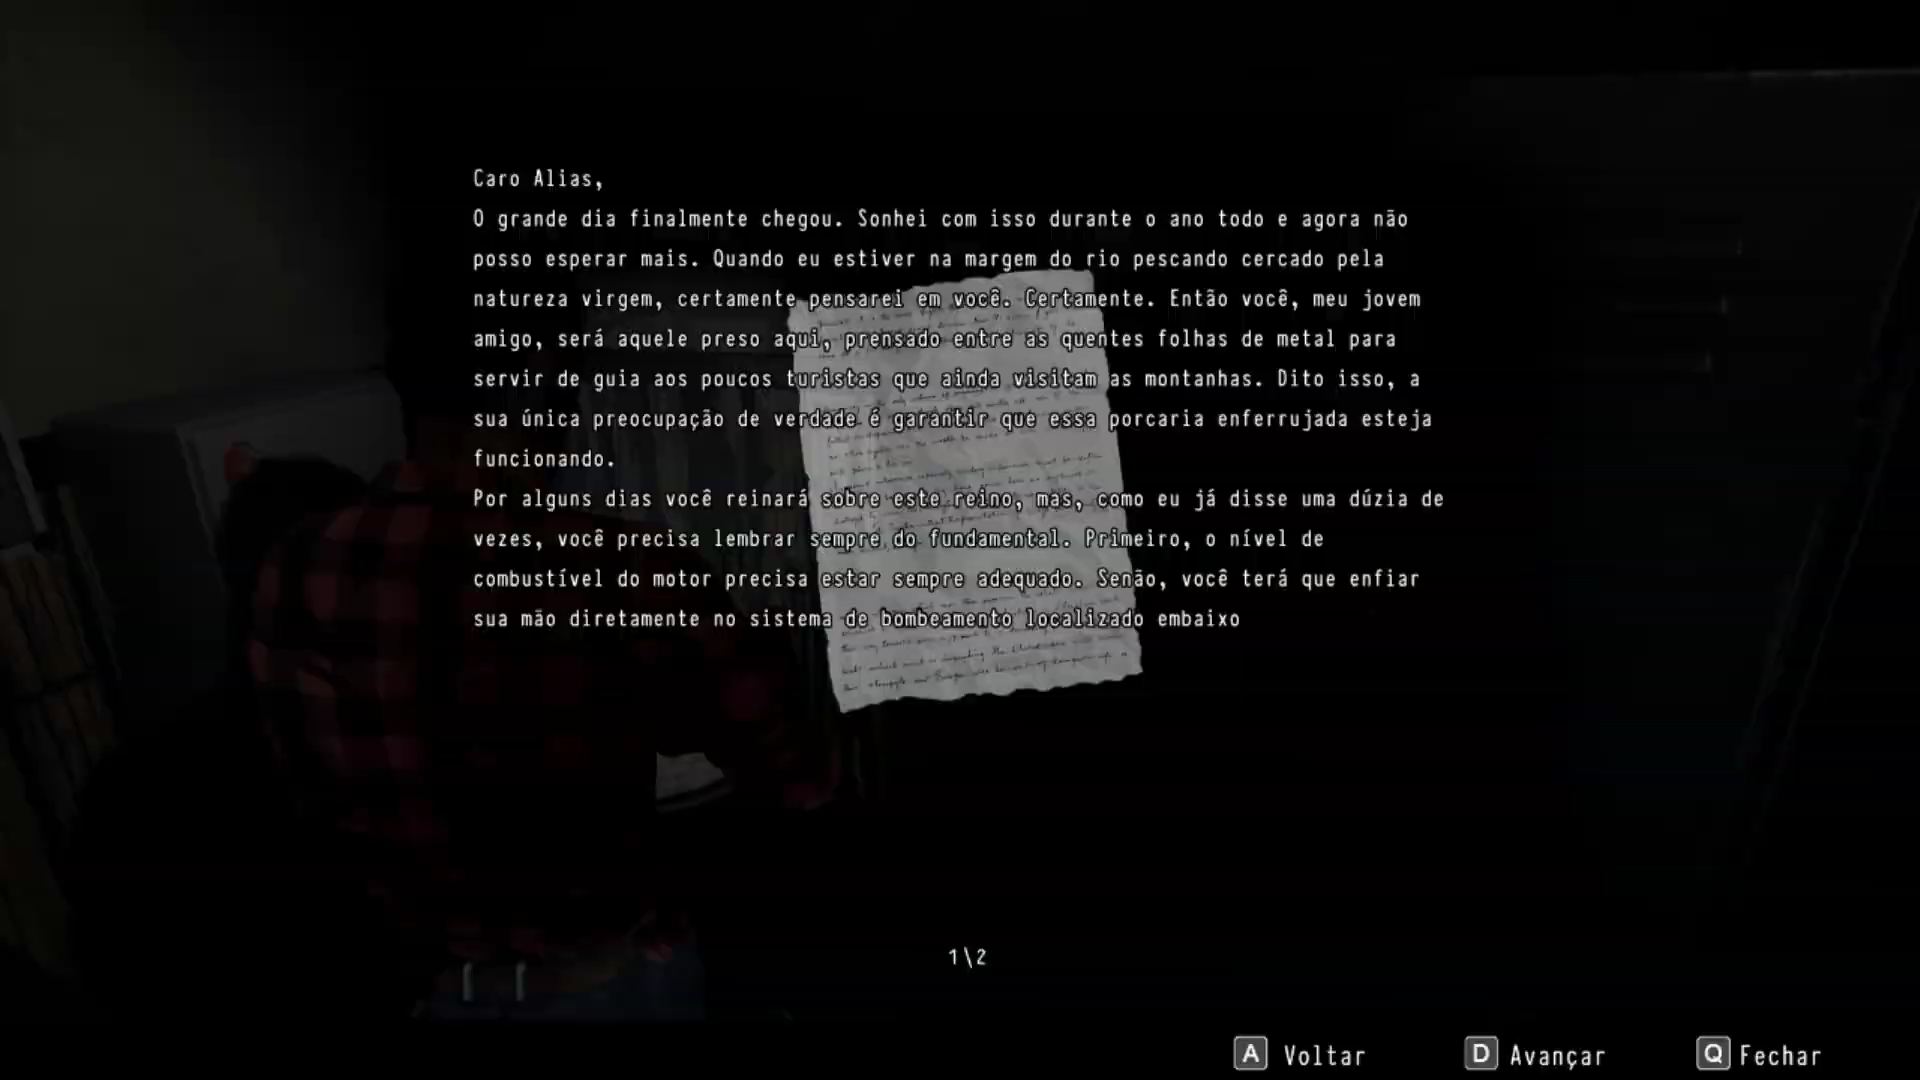 Caro Alias,
O grande dia finalmente chegou. Sonhei com isso durante o ano todo e agora não
posso esperar mais. Quando eu estiver na margem do rio pescando cercado pela
natureza virgem, certamente pensarei em você. Certamente. Então você, meu jovem
amigo, será aquele preso aqui, prensado entre as quentes folhas de metal para
servir de guia aos poucos turistas que ainda visitam as montanhas. Dito isso, a
sua única preocupação de verdade é garantir que essa porcaria enferrujada esteja
funcionando.
Por alguns dias você reinará sobre este reino, mas, como eu já disse uma dúzia de
vezes, você precisa lembrar sempre do fundamental. Primeiro, o nível de
combustível do motor precisa estar sempre adequado. Senão, você terá que enfiar
sua mão diretamente no sistema de bombeamento localizado embaixo
1\2
A Voltar
D Avançar
Q Fechar